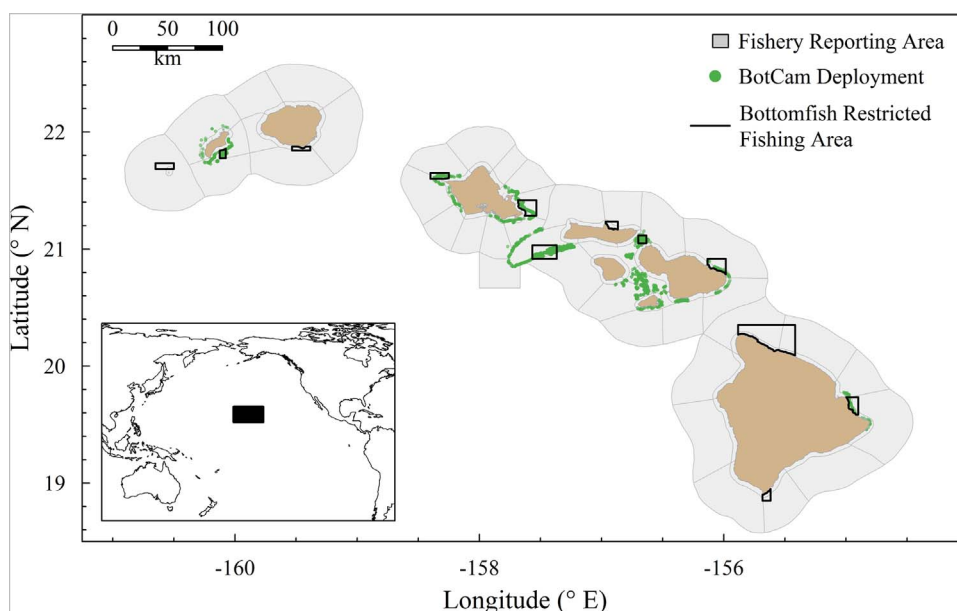 0 50 100
km
Fishery Reporting Area
BotCam Deployment
Bottomfish Restricted
Fishing Area
22
21
20
19
Latitude (° N)
-160 -158 -156
Longitude (° E)